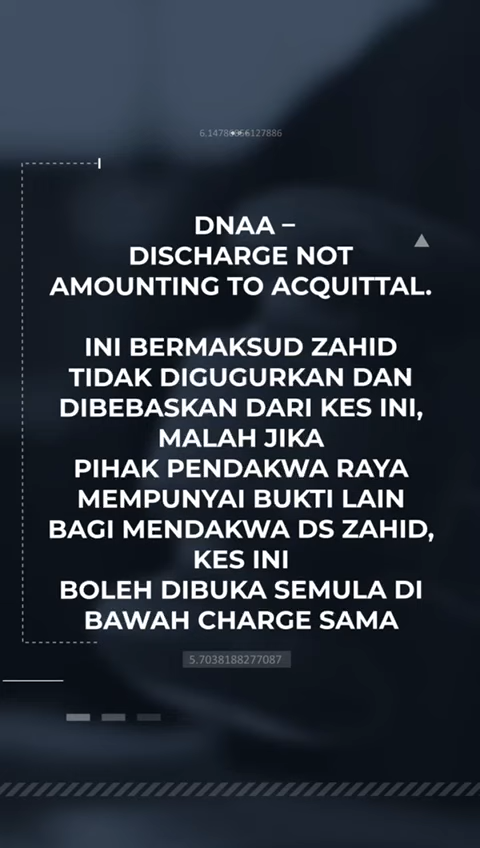 DNAA –
DISCHARGE NOT
AMOUNTING TO ACQUITTAL.
INI BERMAKSUD ZAHID
TIDAK DIGUGURKAN DAN
DIBEBASKAN DARI KES INI,
MALAH JIKA
PIHAK PENDAKWA RAYA
MEMPUNYAI BUKTI LAIN
BAGI MENDAKWA DS ZAHID,
KES INI
BOLEH DIBUKA SEMULA DI
BAWAH CHARGE SAMA
5.7038188277087